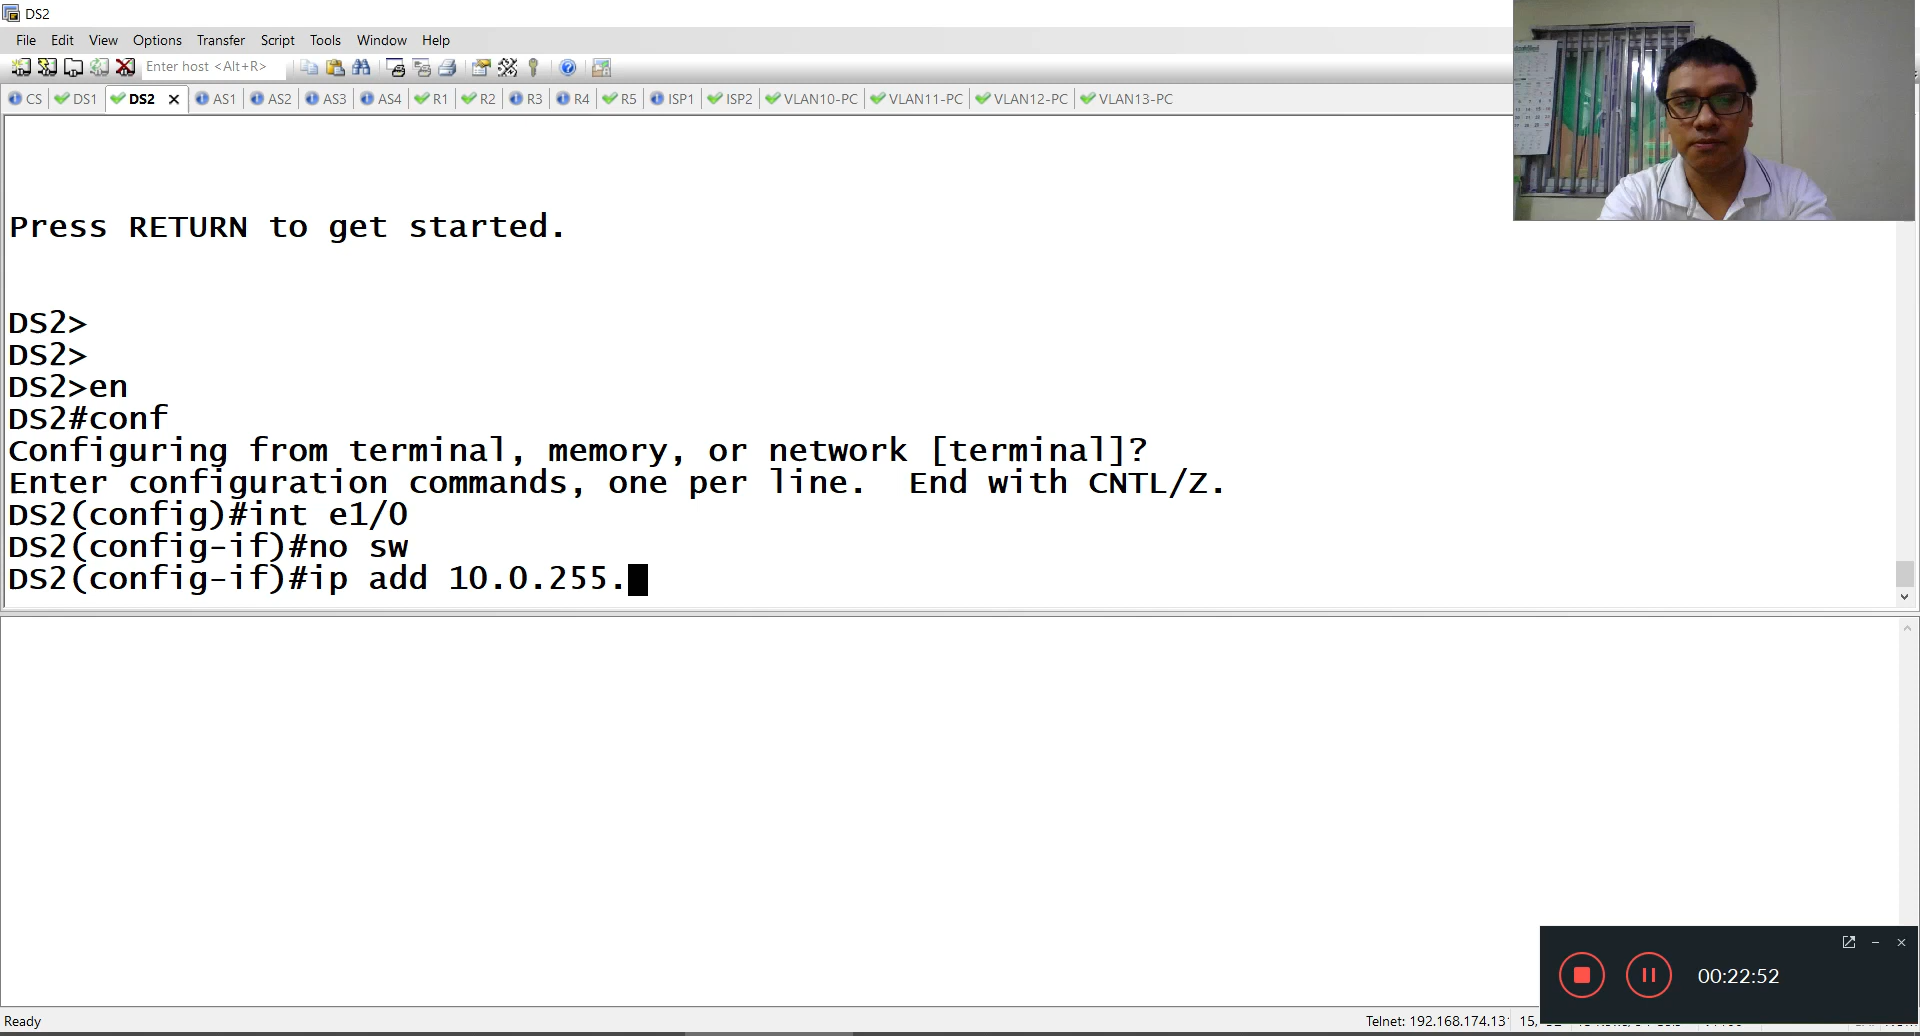 DS2
File Edit View Options Transfer Script Tools Window Help
Enter host <Alt+R>
CS DS1 DS2 AS1 AS2 AS3 AS4 R1 R2 R3 R4 R5 ISP1 ISP2 VLAN10-PC VLAN11-PC VLAN12-PC VLAN13-PC
Press RETURN to get started.
DS2>
DS2>
DS2>en
DS2#conf
Configuring from terminal, memory, or network [terminal]?
Enter configuration commands, one per line.  End with CNTL/Z.
DS2(config)#int e1/0
DS2(config-if)#no sw
DS2(config-if)#ip add 10.0.255.
00:22:52
Ready
Telnet: 192.168.174.13 15,